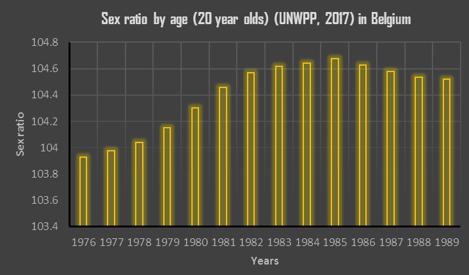 Sex ratio by age (20 year olds) (UNWPP, 2017) in Belgium
104.8
104.6
104.4
104.2
104
103.8
103.6
103.4
Sex ratio
1976 1977 1978 1979 1980 1981 1982 1983 1984 1985 1986 1987 1988 1989
Years